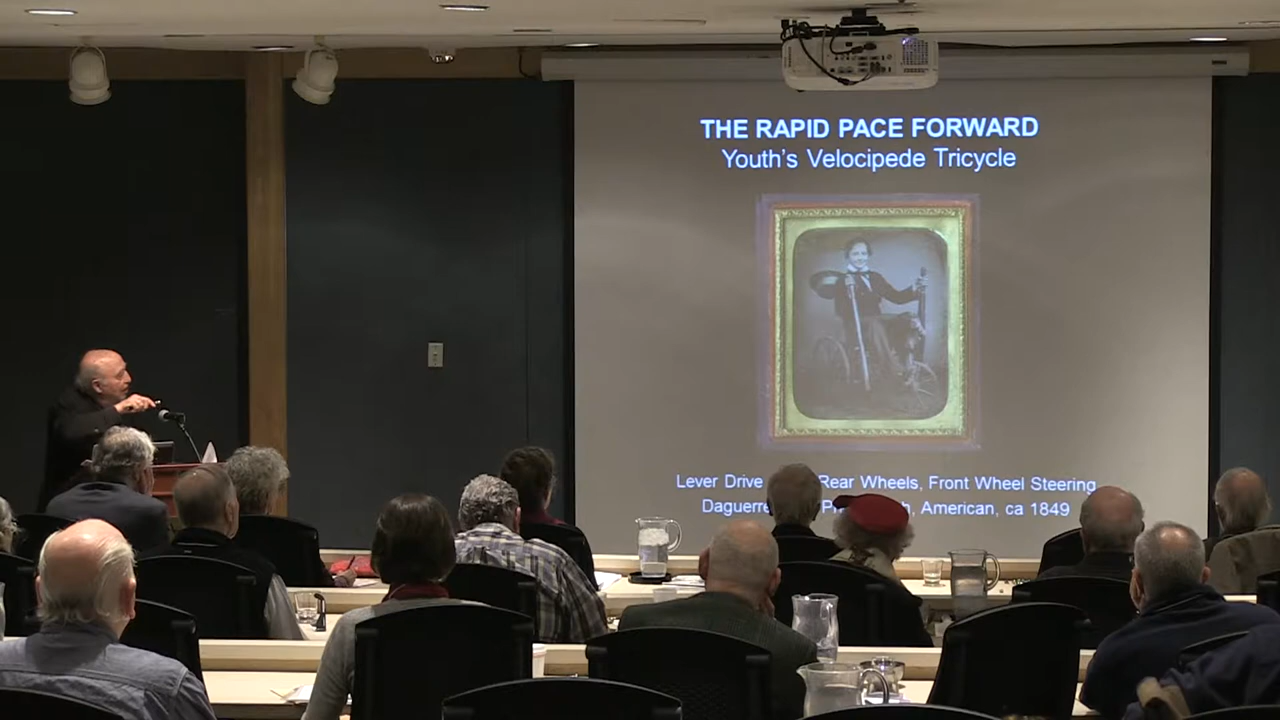 THE RAPID PACE FORWARD
Youth's Velocipede Tricycle
Lever Drive Rear Wheels, Front Wheel Steering
American, ca 1849